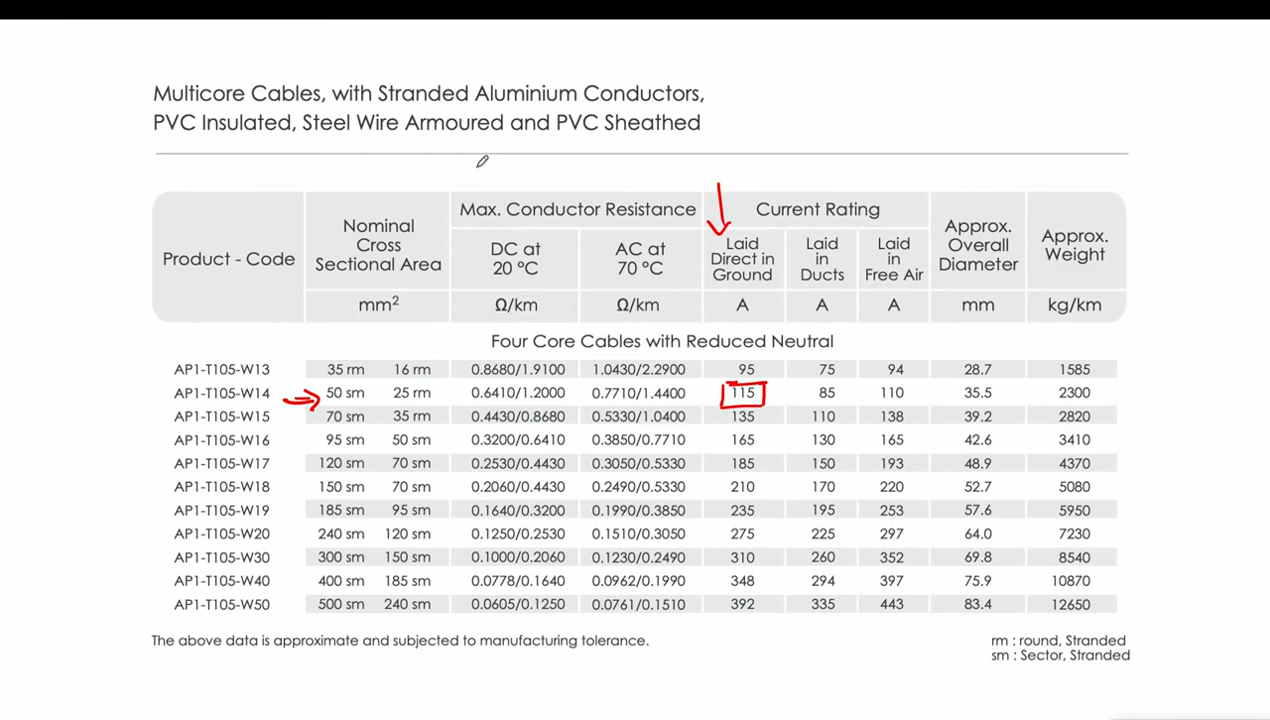 Multicore Cables, with Stranded Aluminium Conductors,
PVC Insulated, Steel Wire Armoured and PVC Sheathed
Product - Code
Nominal
Cross
Sectional Area
mm²
Max. Conductor Resistance
DC at
20 °C
AC at
70 °C
Ω/km
Ω/km
Current Rating
Laid
Direct in
Ground
Laid
in
Ducts
Laid
in
Free Air
A
A
A
Approx.
Overall
Diameter
mm
Approx.
Weight
kg/km
Four Core Cables with Reduced Neutral
AP1-T105-W13 35 rm 16 rm 0.8680/1.9100 1.0430/2.2900 95 75 94 28.7 1585
AP1-T105-W14 50 sm 25 rm 0.6410/1.2000 0.7710/1.4400 115 85 110 35.5 2300
AP1-T105-W15 70 sm 35 rm 0.4430/0.8680 0.5330/1.0400 135 110 138 39.2 2820
AP1-T105-W16 95 sm 50 sm 0.3200/0.6410 0.3850/0.7710 165 130 165 42.6 3410
AP1-T105-W17 120 sm 70 sm 0.2530/0.4430 0.3050/0.5330 185 150 193 48.9 4370
AP1-T105-W18 150 sm 70 sm 0.2060/0.4430 0.2490/0.5330 210 170 220 52.7 5080
AP1-T105-W19 185 sm 95 sm 0.1640/0.3200 0.1990/0.3850 235 195 253 57.6 5950
AP1-T105-W20 240 sm 120 sm 0.1250/0.2530 0.1510/0.3050 275 225 297 64.0 7230
AP1-T105-W30 300 sm 150 sm 0.1000/0.2060 0.1230/0.2490 310 260 352 69.8 8540
AP1-T105-W40 400 sm 185 sm 0.0778/0.1640 0.0962/0.1990 348 294 397 75.9 10870
AP1-T105-W50 500 sm 240 sm 0.0605/0.1250 0.0761/0.1510 392 335 443 83.4 12650
The above data is approximate and subjected to manufacturing tolerance.
rm : round, Stranded
sm : Sector, Stranded